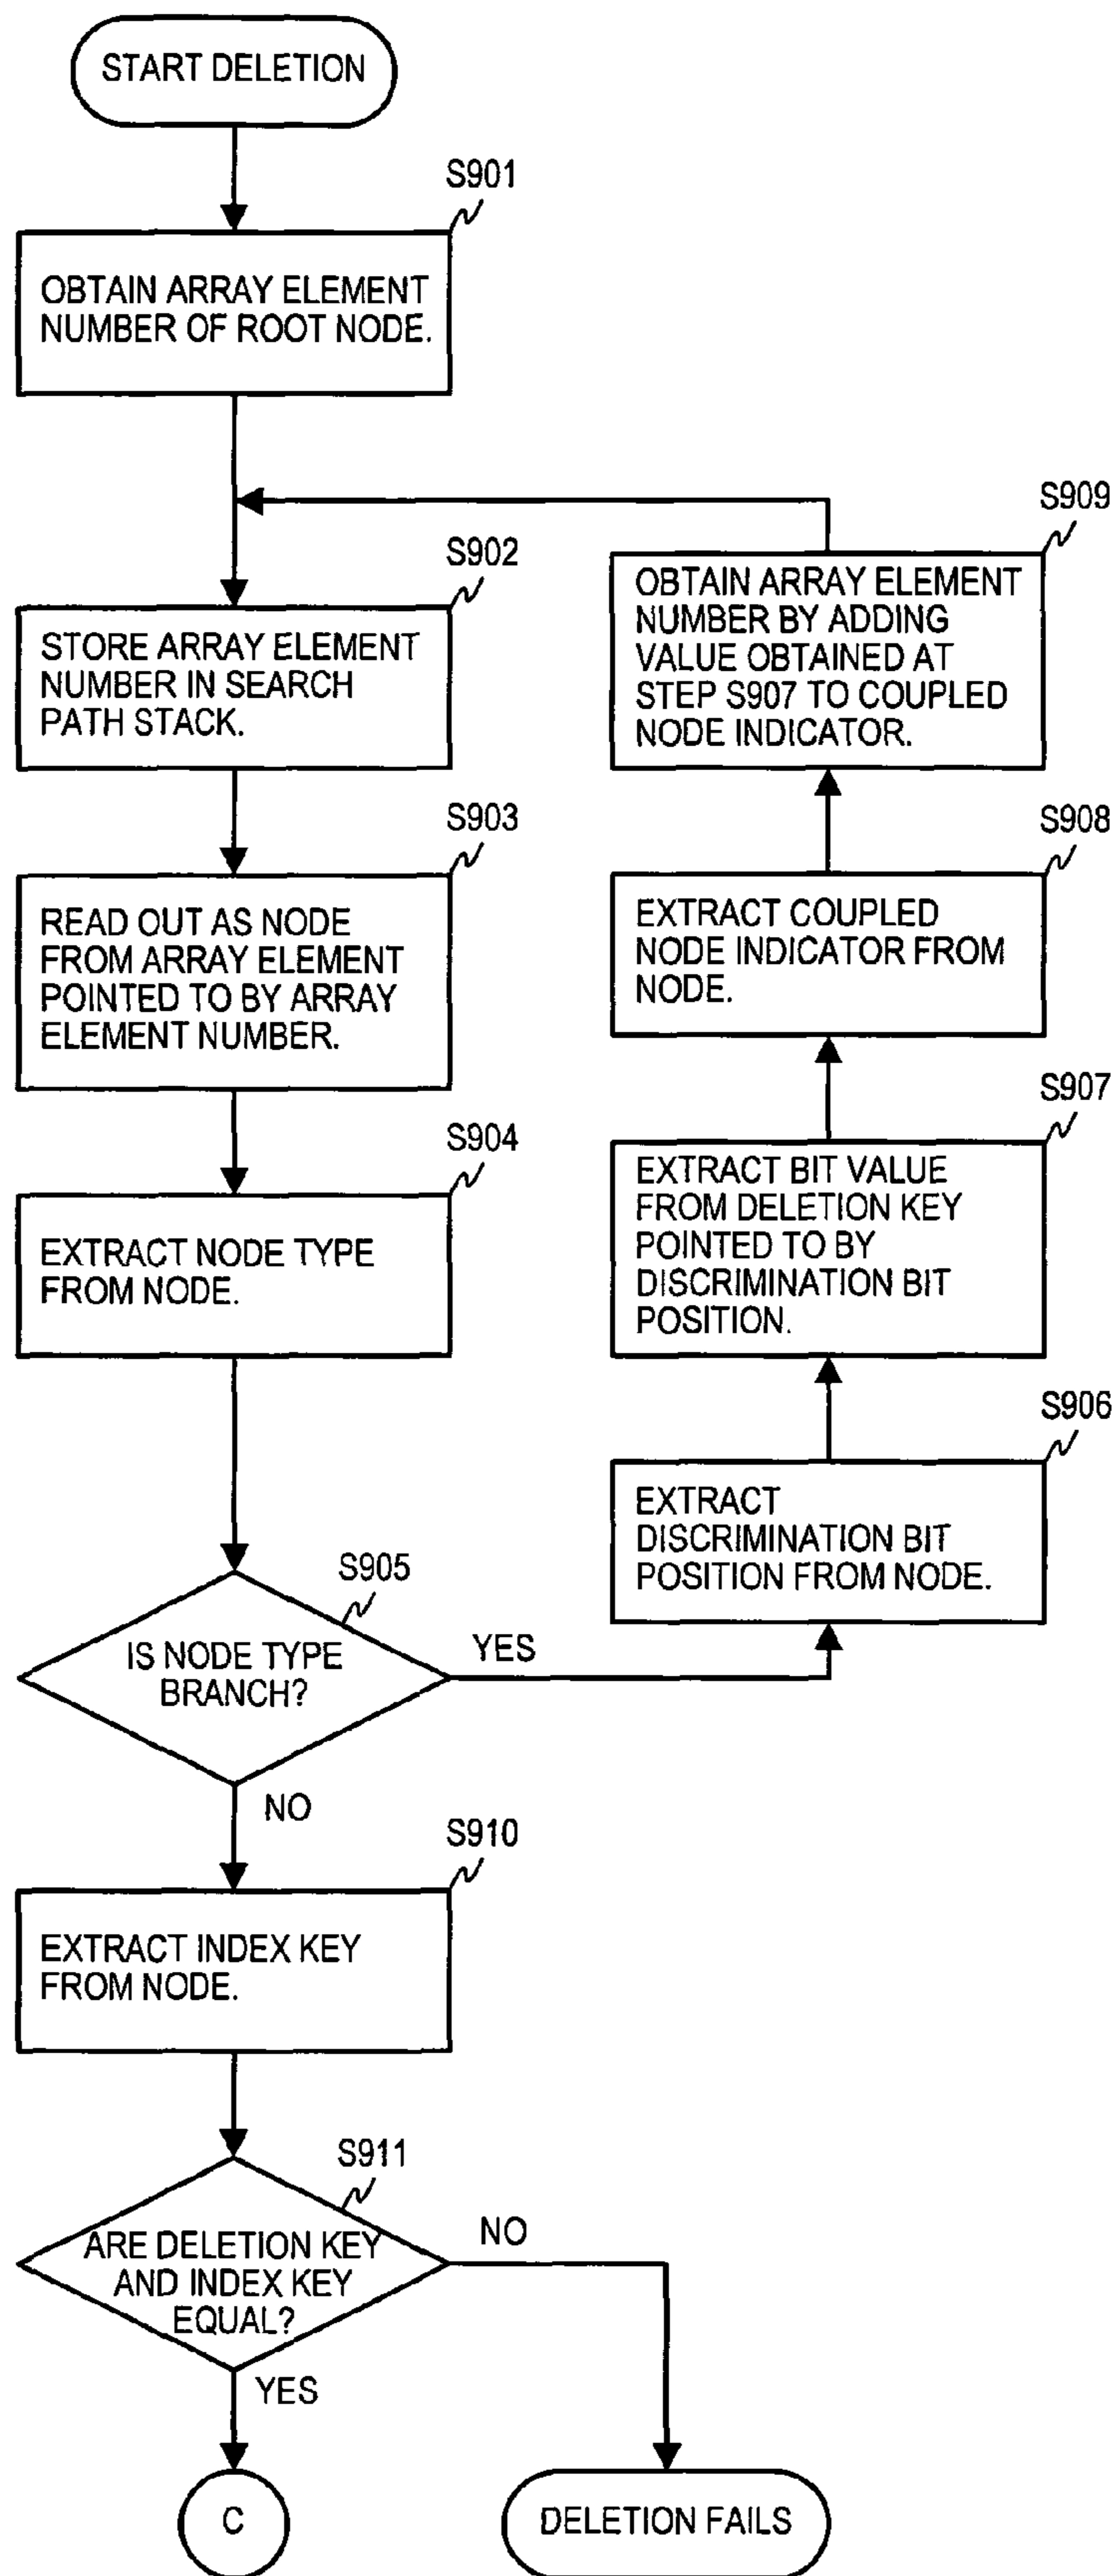 START DELETION
S901
OBTAIN ARRAY ELEMENT
NUMBER OF ROOT NODE.
S902
STORE ARRAY ELEMENT
NUMBER IN SEARCH
PATH STACK.
S903
READ OUT AS NODE
FROM ARRAY ELEMENT
POINTED TO BY ARRAY
ELEMENT NUMBER.
S904
EXTRACT NODE TYPE
FROM NODE.
S905
IS NODE TYPE
BRANCH?
YES
S906
EXTRACT
DISCRIMINATION BIT
POSITION FROM NODE.
S907
EXTRACT BIT VALUE
FROM DELETION KEY
POINTED TO BY
DISCRIMINATION BIT
POSITION.
S908
EXTRACT COUPLED
NODE INDICATOR FROM
NODE.
S909
OBTAIN ARRAY ELEMENT
NUMBER BY ADDING
VALUE OBTAINED AT
STEP S907 TO COUPLED
NODE INDICATOR.
NO
S910
EXTRACT INDEX KEY
FROM NODE.
S911
ARE DELETION KEY
AND INDEX KEY
EQUAL?
NO
YES
C
DELETION FAILS